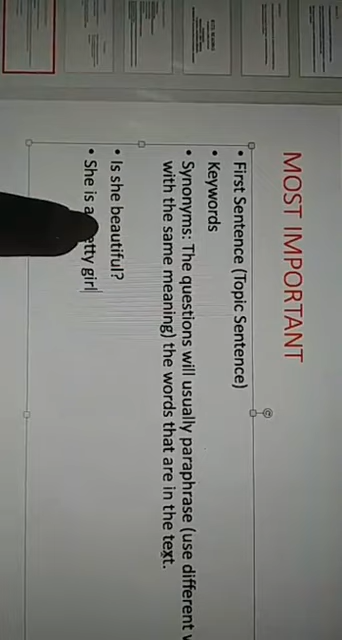 MOST IMPORTANT
• First Sentence (Topic Sentence)
• Keywords
• Synonyms: The questions will usually paraphrase (use different
with the same meaning) the words that are in the text.
• Is she beautiful?
• She is a girl